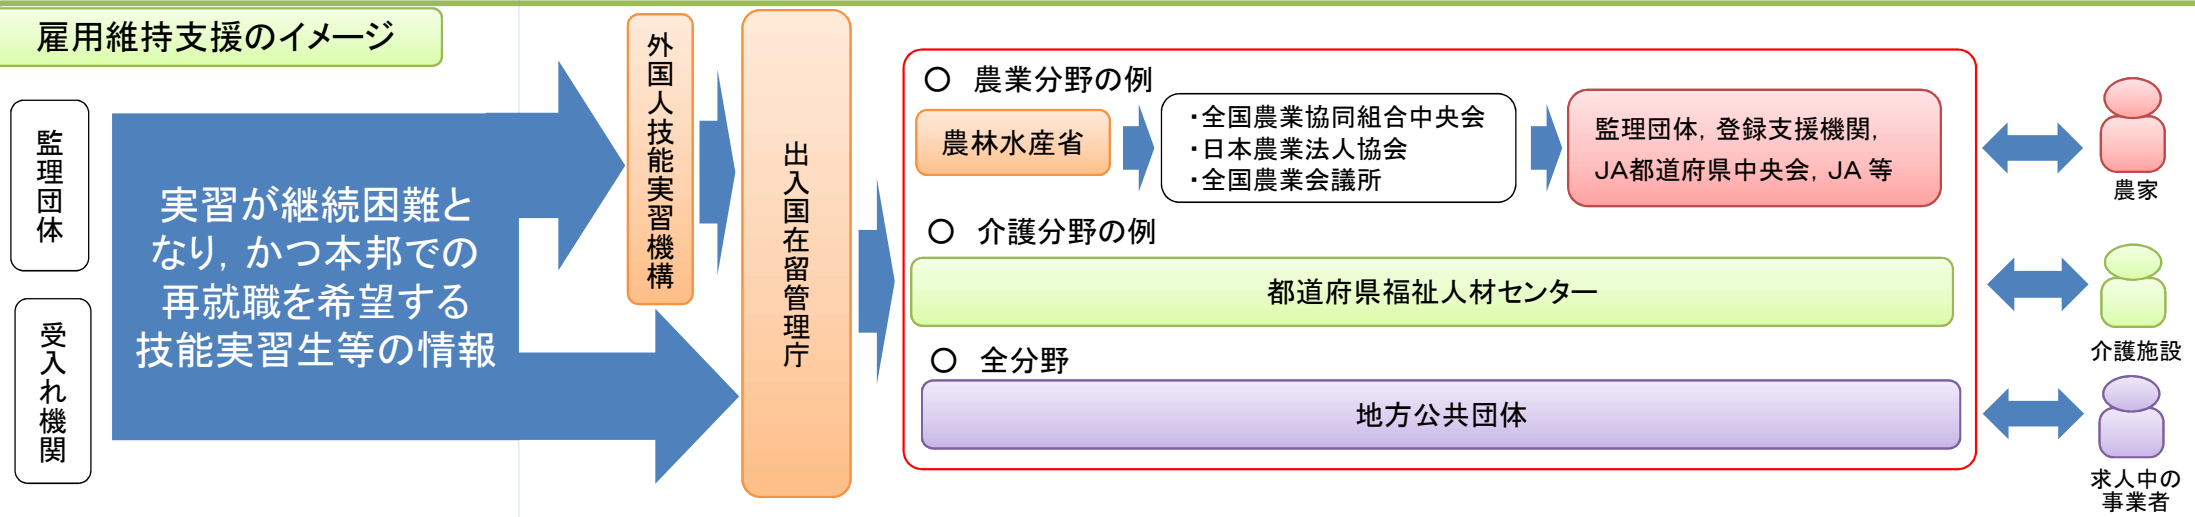 雇用維持支援のイメージ
監理団体
受入れ機関
実習が継続困難と
なり，かつ本邦での
再就職を希望する
技能実習生等の情報
外国人技能実習機構
出入国在留管理庁
○ 農業分野の例
農林水産省
・全国農業協同組合中央会
・日本農業法人協会
・全国農業会議所
監理団体，登録支援機関，
JA都道府県中央会，JA 等
農家
○ 介護分野の例
都道府県福祉人材センター
介護施設
○ 全分野
地方公共団体
求人中の
事業者